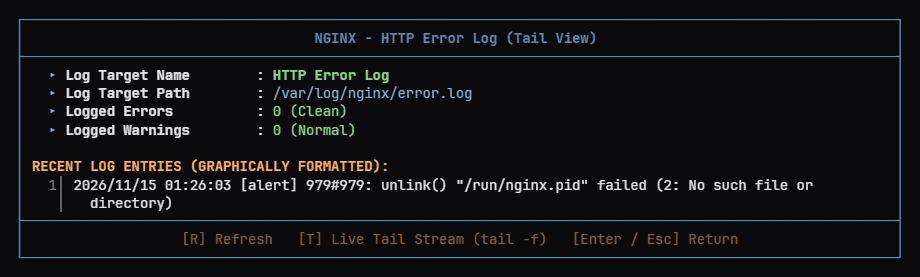 NGINX - HTTP Error Log (Tail View)
‣ Log Target Name : HTTP Error Log
‣ Log Target Path : /var/log/nginx/error.log
‣ Logged Errors : 0 (Clean)
‣ Logged Warnings : 0 (Normal)
RECENT LOG ENTRIES (GRAPHICALLY FORMATTED):
1│ 2026/11/15 01:26:03 [alert] 979#979: unlink() "/run/nginx.pid" failed (2: No such file or
│ directory)
[R] Refresh [T] Live Tail Stream (tail -f) [Enter / Esc] Return